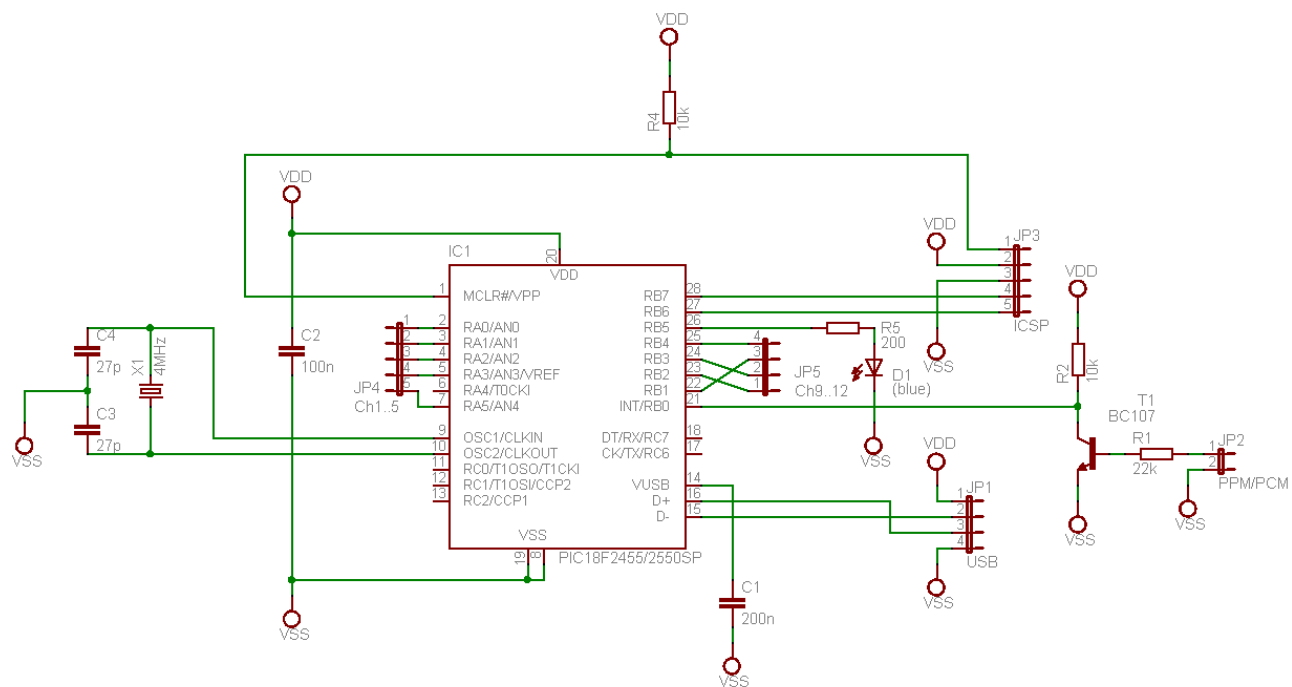 VDD
R4
10k
VDD
VDD
JP3
1
2
3
4
5
ICSP
VSS
VDD
R2
10k
IC1
20
VDD
1 MCLR#/VPP
2 RA0/AN0
3 RA1/AN1
4 RA2/AN2
5 RA3/AN3/VREF
6 RA4/T0CKI
7 RA5/AN4
9 OSC1/CLKIN
10 OSC2/CLKOUT
11 RC0/T1OSO/T1CKI
12 RC1/T1OSI/CCP2
13 RC2/CCP1
RB7 28
RB6 27
RB5 26
RB4 25
RB3 24
RB2 23
RB1 22
INT/RB0 21
DT/RX/RC7 18
CK/TX/RC6 17
VUSB 14
D+ 16
D- 15
VSS
19
8
PIC18F2455/2550SP
C4
27p
X1
4MHz
C3
27p
VSS
C2
100n
VSS
1
2
3
4
5
JP4
Ch1..5
4
3
2
1
JP5
Ch9..12
R5
200
D1
(blue)
VSS
T1
BC107
R1
22k
JP2
1
2
PPM/PCM
VSS
VSS
VDD
JP1
1
2
3
4
USB
VSS
C1
200n
VSS